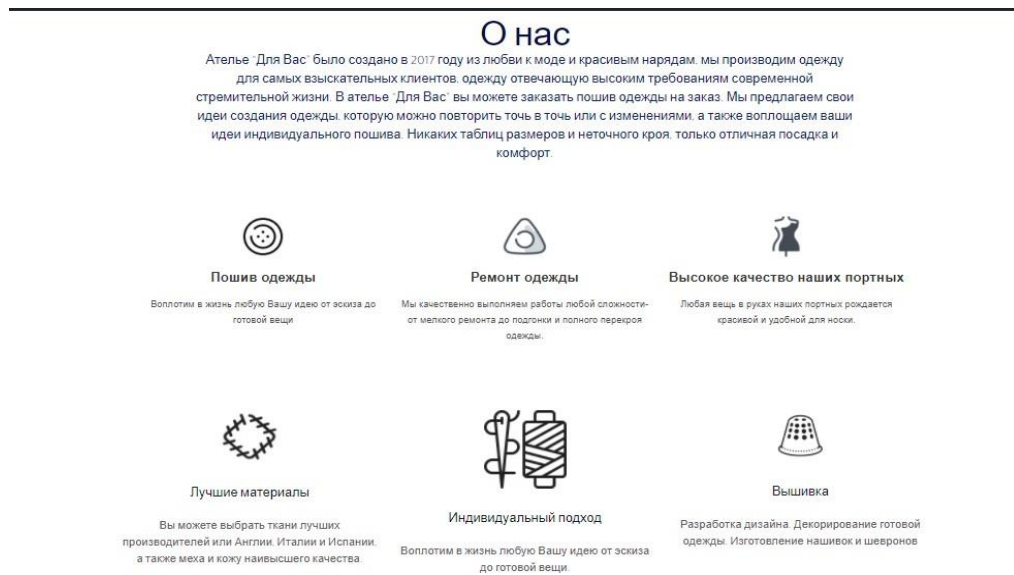 О нас
Ателье "Для Вас" было создано в 2017 году из любви к моде и красивым нарядам, мы производим одежду
для самых взыскательных клиентов, одежду отвечающую высоким требованиям современной
стремительной жизни. В ателье "Для Вас" вы можете заказать пошив одежды на заказ. Мы предлагаем свои
идеи создания одежды, которую можно повторить точь в точь или с изменениями, а также воплощаем ваши
идеи индивидуального пошива. Никаких таблиц размеров и неточного кроя, только отличная посадка и
комфорт.
Пошив одежды
Воплотим в жизнь любую Вашу идею от эскиза до
готовой вещи
Ремонт одежды
Мы качественно выполняем работы любой сложности-
от мелкого ремонта до подгонки и полного перекроя
одежды.
Высокое качество наших портных
Любая вещь в руках наших портных рождается
красивой и удобной для носки.
Лучшие материалы
Вы можете выбрать ткани лучших
производителей или Англии, Италии и Испании,
а также меха и кожу наивысшего качества.
Индивидуальный подход
Воплотим в жизнь любую Вашу идею от эскиза
до готовой вещи.
Вышивка
Разработка дизайна. Декорирование готовой
одежды. Изготовление нашивок и шевронов